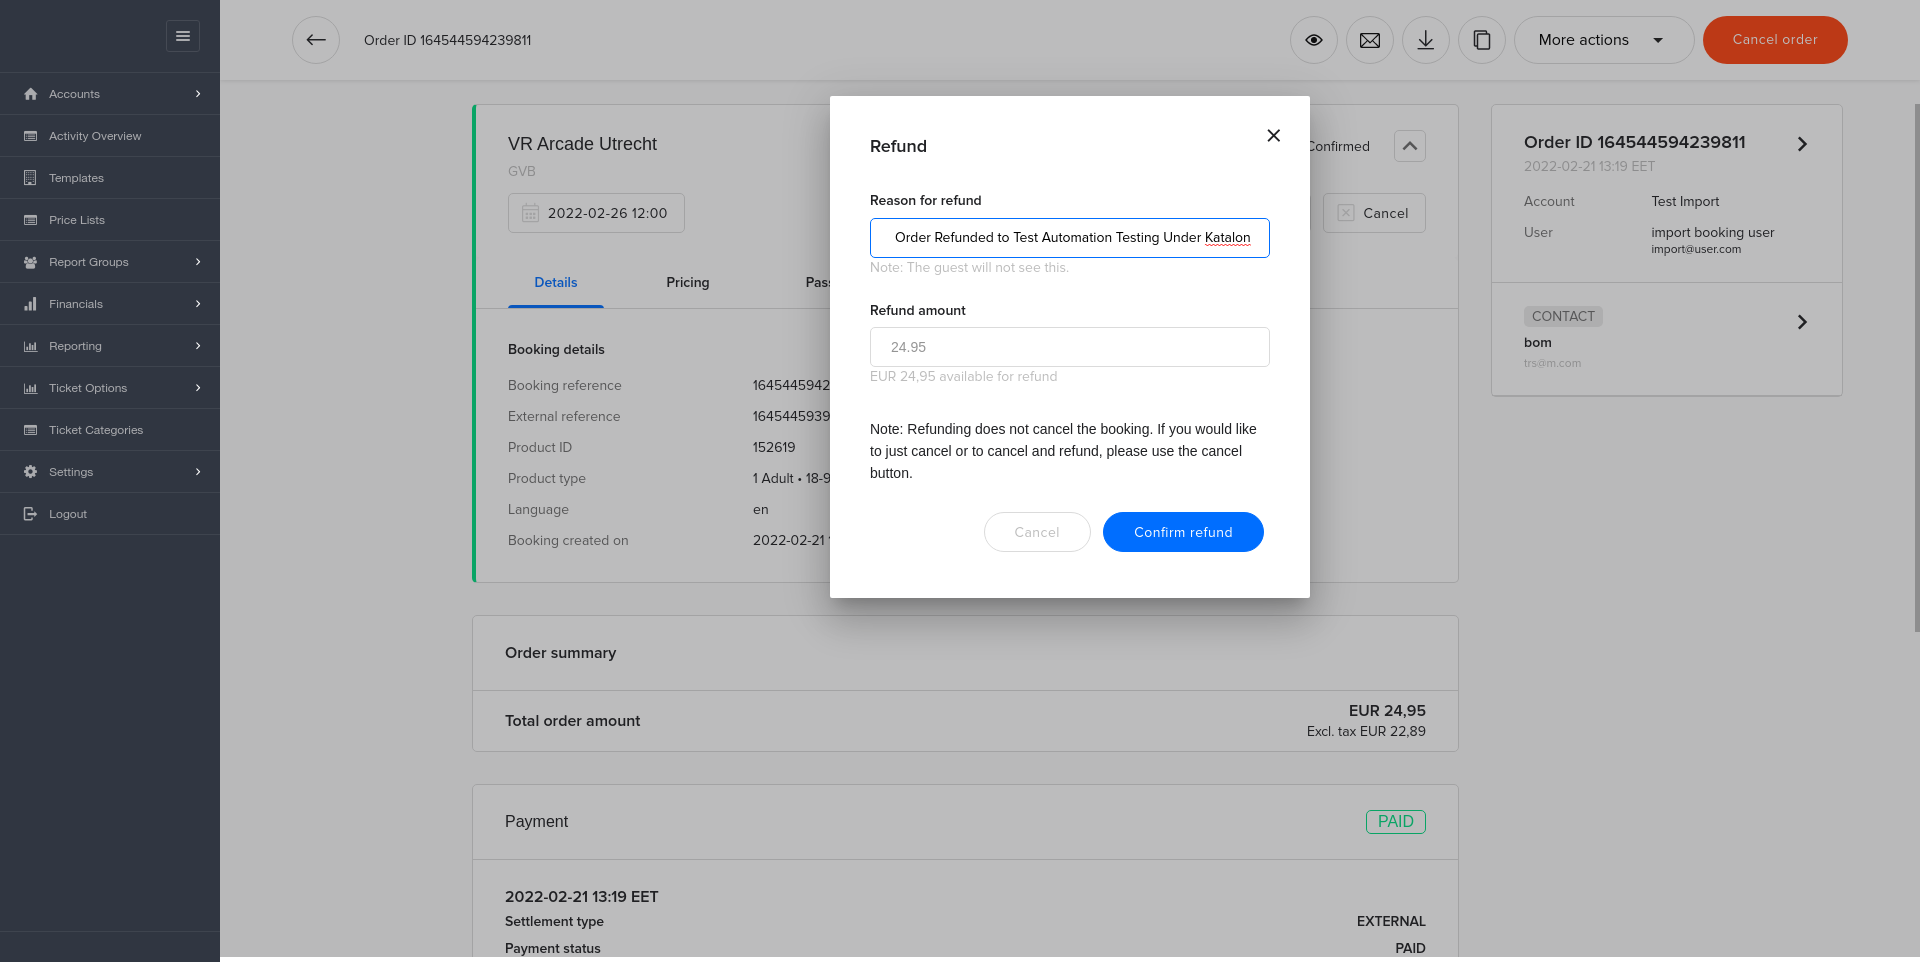 Order ID 164544594239811
More actions
Cancel order
Accounts
Activity Overview
Templates
Price Lists
Report Groups
Financials
Reporting
Ticket Options
Ticket Categories
Settings
Logout
VR Arcade Utrecht
GVB
Confirmed
2022-02-26 12:00
Cancel
Details
Pricing
Booking details
Booking reference
1645445942
External reference
1645445939
Product ID
152619
Product type
1 Adult • 18-9
Language
en
Booking created on
2022-02-21
Refund
Reason for refund
Order Refunded to Test Automation Testing Under Katalon
Note: The guest will not see this.
Refund amount
24.95
EUR 24,95 available for refund
Note: Refunding does not cancel the booking. If you would like
to just cancel or to cancel and refund, please use the cancel
button.
Cancel
Confirm refund
Order ID 164544594239811
2022-02-21 13:19 EET
Account
Test Import
User
import booking user
import@user.com
CONTACT
bom
trs@m.com
Order summary
Total order amount
EUR 24,95
Excl. tax EUR 22,89
Payment
PAID
2022-02-21 13:19 EET
Settlement type
EXTERNAL
Payment status
PAID